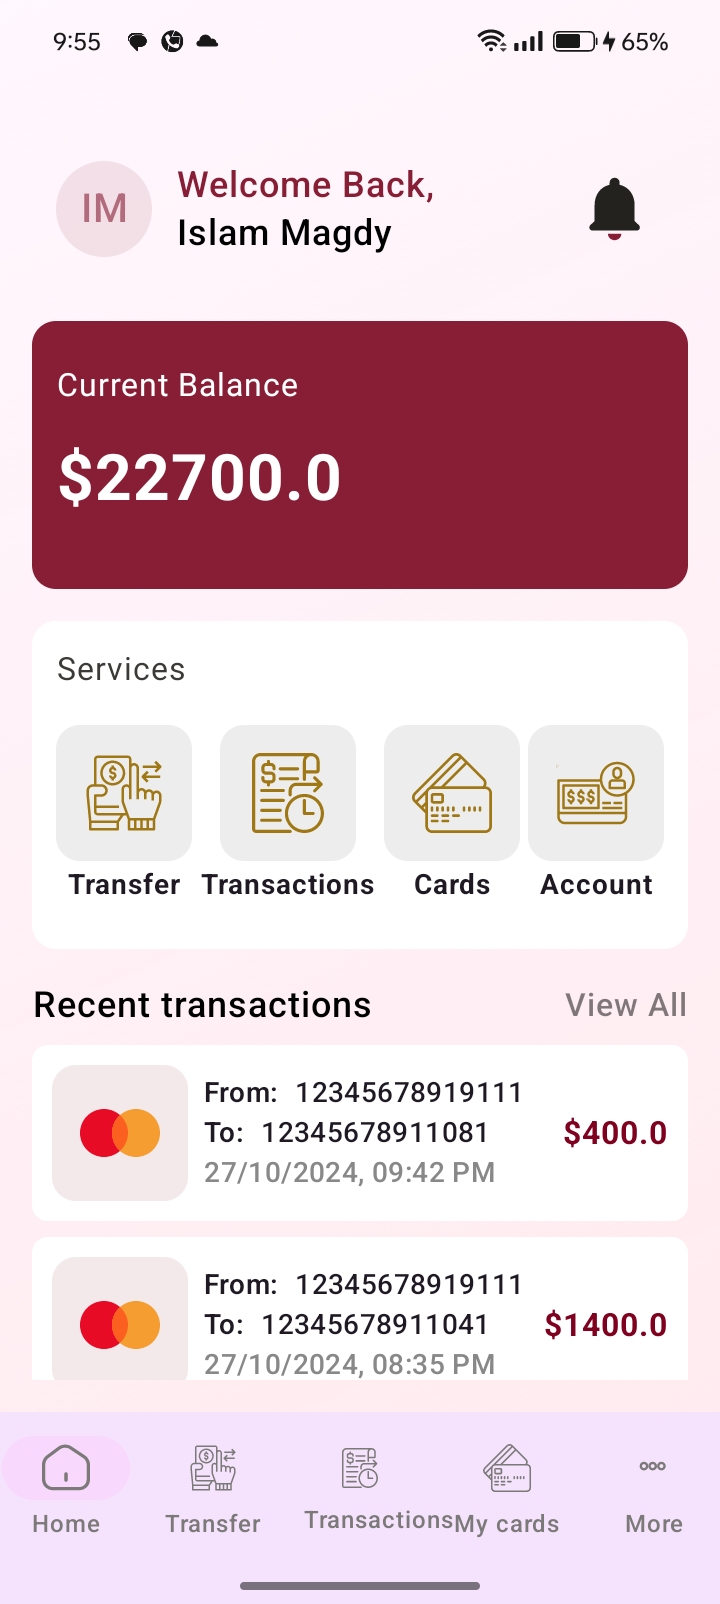 9:55 65%
IM
Welcome Back,
Islam Magdy
Current Balance
$22700.0
Services
Transfer Transactions Cards Account
Recent transactions View All
From: 12345678919111
To: 12345678911081 $400.0
27/10/2024, 09:42 PM
From: 12345678919111
To: 12345678911041 $1400.0
27/10/2024, 08:35 PM
Home Transfer Transactions My cards More